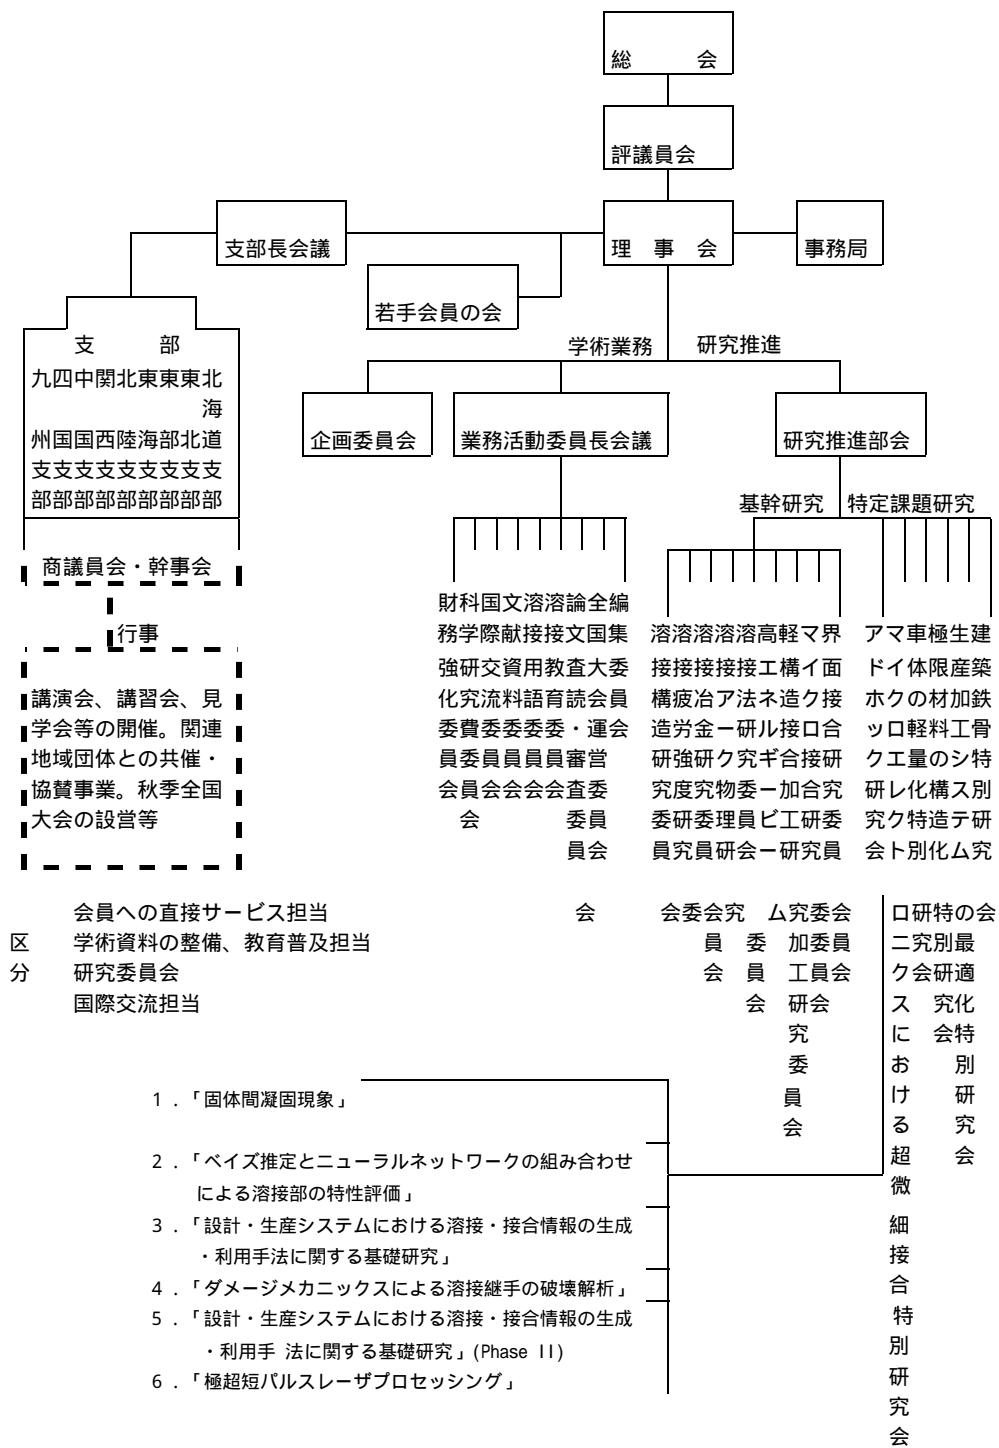 総　会
評議員会
支部長会議
理　事　会
事務局
若手会員の会
学術業務
研究推進
支　部
九四中関北東東東北
海
州国国西陸海部北道
支支支支支支支支支
部部部部部部部部部
企画委員会
業務活動委員長会議
研究推進部会
基幹研究
特定課題研究
商議員会・幹事会
行事
講演会、講習会、見
学会等の開催。関連
地域団体との共催・
協賛事業。秋季全国
大会の設営等
財科国文溶溶論全編
務学際献接接文国集
強研交資用教査大委
化究流料語育読会員
委費委委委委・運会
員委員員員員審営
会員会会会会査委
会　委員
員会
会
溶溶溶溶溶高軽マ界
接接接接接エ構イ面
構疲冶ア法ネ造ク接
造労金ー研ル接ロ合
研強研ク究ギ合接研
究度究物委ー加合究
委研委理員ビ工研委
員究員研会ー研究員
会委会究　ム究委会
員　委　加委員
会　員　工員会
会　研会
究
委
員
会
アマ車極生建
ドイ体限産築
ホクの材加鉄
ッロ軽料工骨
クエ量のシ特
研レ化構ス別
究ク特造テ研
会ト別化ム究
ロ研特の会
ニ究別最
ク会研適
ス　究化
に　会特
お　別
け　研
る　究
超　会
微
細
接
合
特
別
研
究
会
区
分
会員への直接サービス担当
学術資料の整備、教育普及担当
研究委員会
国際交流担当
1．「固体間凝固現象」
2．「ベイズ推定とニューラルネットワークの組み合わせ
による溶接部の特性評価」
3．「設計・生産システムにおける溶接・接合情報の生成
・利用手法に関する基礎研究」
4．「ダメージメカニックスによる溶接継手の破壊解析」
5．「設計・生産システムにおける溶接・接合情報の生成
・利用手 法に関する基礎研究」(Phase II)
6．「極超短パルスレーザプロセッシング」